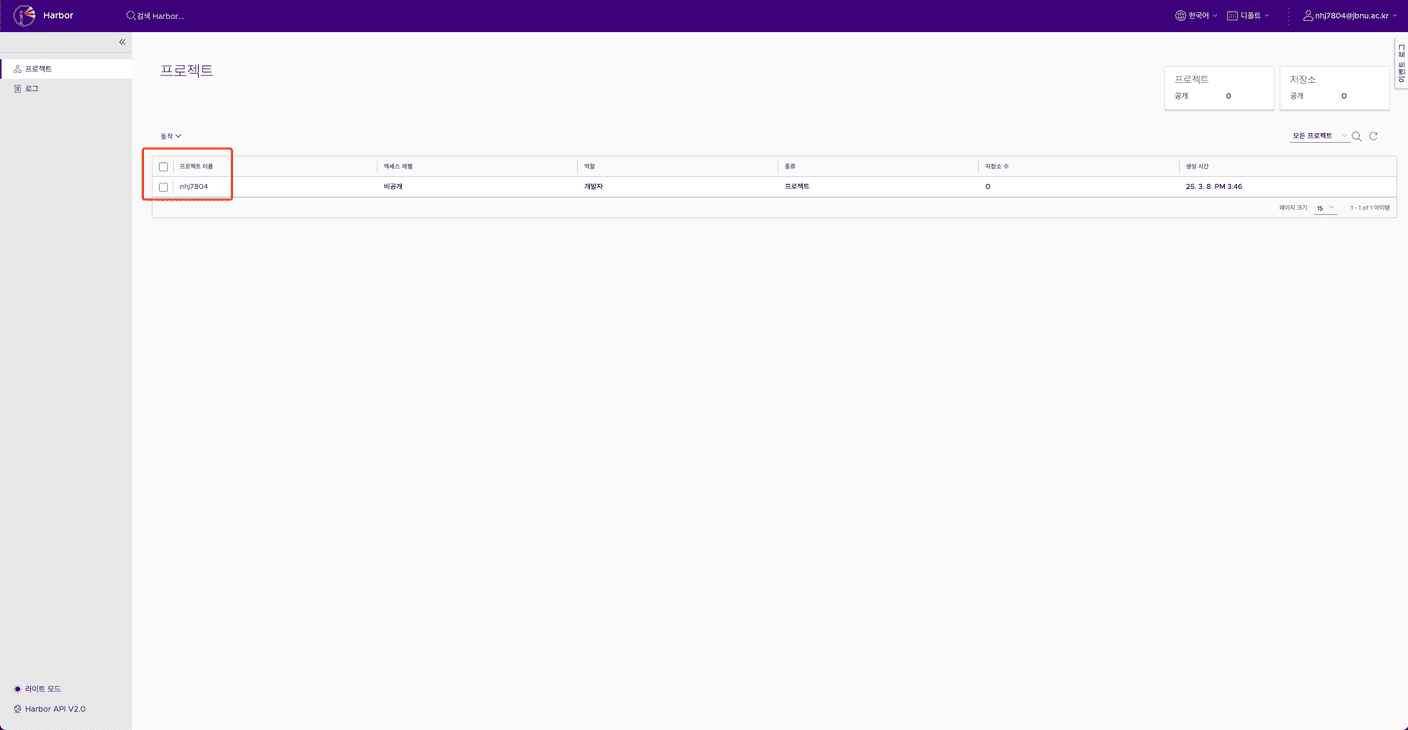 Harbor
검색 Harbor...
한국어
디폴트
nhj7804@jbnu.ac.kr
프로젝트
로그
이벤트 로그
프로젝트
프로젝트
공개 0
저장소
공개 0
동작
모든 프로젝트
프로젝트 이름 액세스 레벨 역할 종류 저장소 수 생성 시간
nhj7804 비공개 개발자 프로젝트 0 25. 3. 8. PM 3:46
페이지 크기 15 1 - 1 of 1 아이템
라이트 모드
Harbor API V2.0